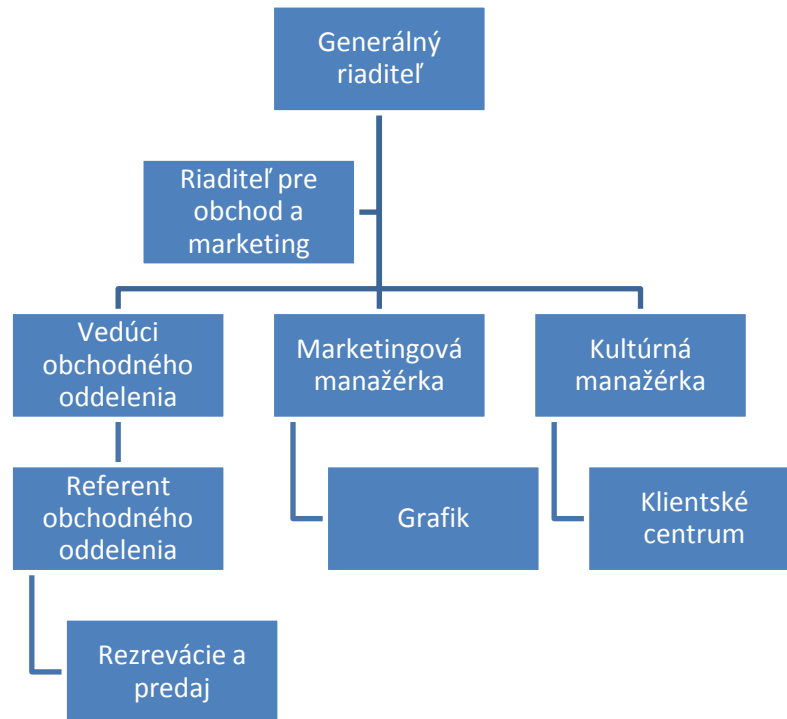 Generálný
riaditeľ
Riaditeľ pre
obchod a
marketing
Vedúci
obchodného
oddelenia
Marketingová
manažérka
Kultúrná
manažérka
Referent
obchodného
oddelenia
Grafik
Klientské
centrum
Rezrevácie a
predaj